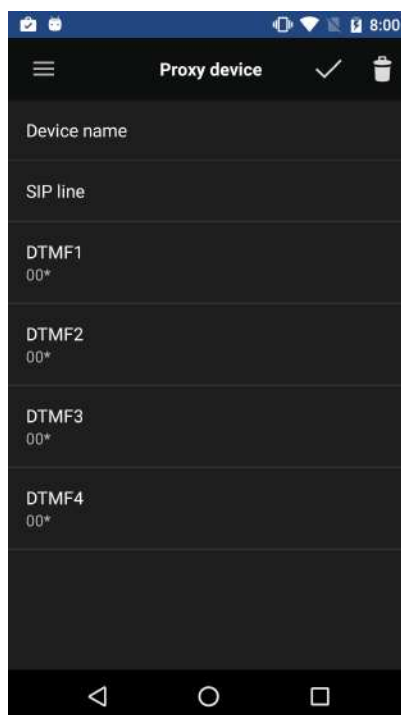 8:00
Proxy device
Device name
SIP line
DTMF1
00*
DTMF2
00*
DTMF3
00*
DTMF4
00*